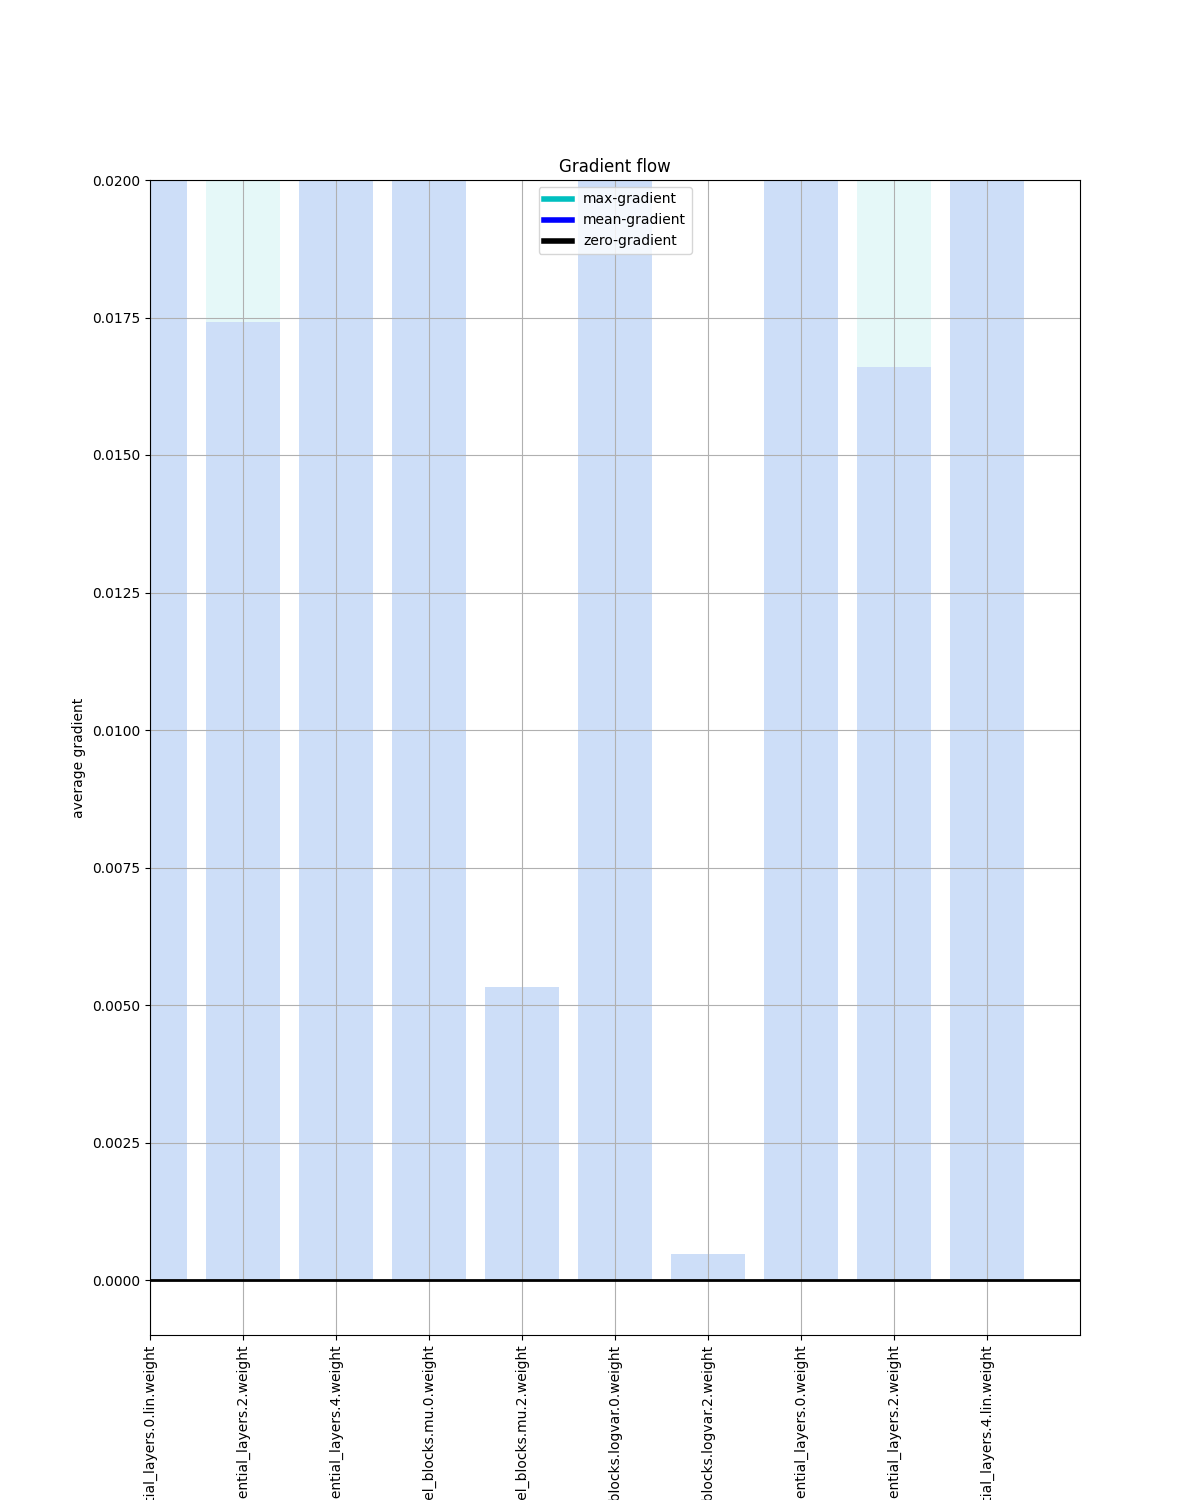 Gradient flow
max-gradient
mean-gradient
zero-gradient
0.0200
0.0175
0.0150
0.0125
0.0100
0.0075
0.0050
0.0025
0.0000
average gradient
tial_layers.0.lin.weight
ential_layers.2.weight
ential_layers.4.weight
el_blocks.mu.0.weight
el_blocks.mu.2.weight
blocks.logvar.0.weight
blocks.logvar.2.weight
ential_layers.0.weight
ential_layers.2.weight
tial_layers.4.lin.weight